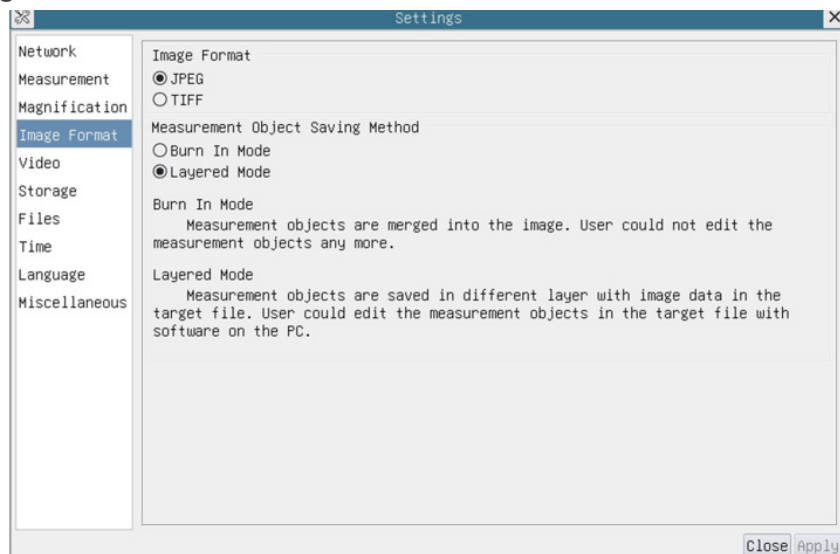 Settings
Network
Measurement
Magnification
Image Format
Video
Storage
Files
Time
Language
Miscellaneous
Image Format
JPEG
TIFF
Measurement Object Saving Method
Burn In Mode
Layered Mode
Burn In Mode
Measurement objects are merged into the image. User could not edit the
measurement objects any more.
Layered Mode
Measurement objects are saved in different layer with image data in the
target file. User could edit the measurement objects in the target file with
software on the PC.
Close Apply